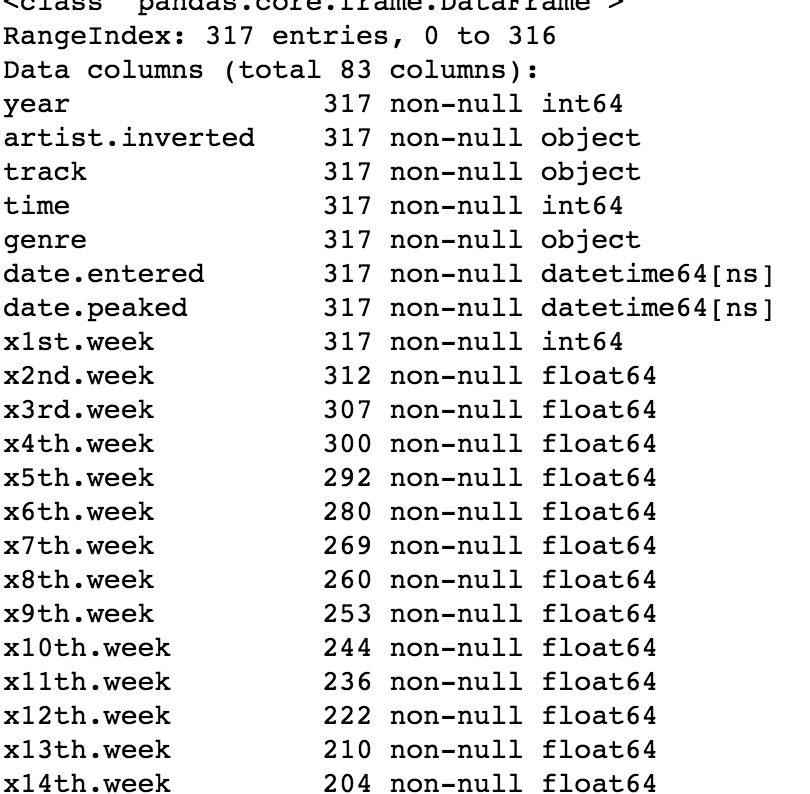 <class 'pandas.core.frame.DataFrame'>
RangeIndex: 317 entries, 0 to 316
Data columns (total 83 columns):
year 317 non-null int64
artist.inverted 317 non-null object
track 317 non-null object
time 317 non-null int64
genre 317 non-null object
date.entered 317 non-null datetime64[ns]
date.peaked 317 non-null datetime64[ns]
x1st.week 317 non-null int64
x2nd.week 312 non-null float64
x3rd.week 307 non-null float64
x4th.week 300 non-null float64
x5th.week 292 non-null float64
x6th.week 280 non-null float64
x7th.week 269 non-null float64
x8th.week 260 non-null float64
x9th.week 253 non-null float64
x10th.week 244 non-null float64
x11th.week 236 non-null float64
x12th.week 222 non-null float64
x13th.week 210 non-null float64
x14th.week 204 non-null float64